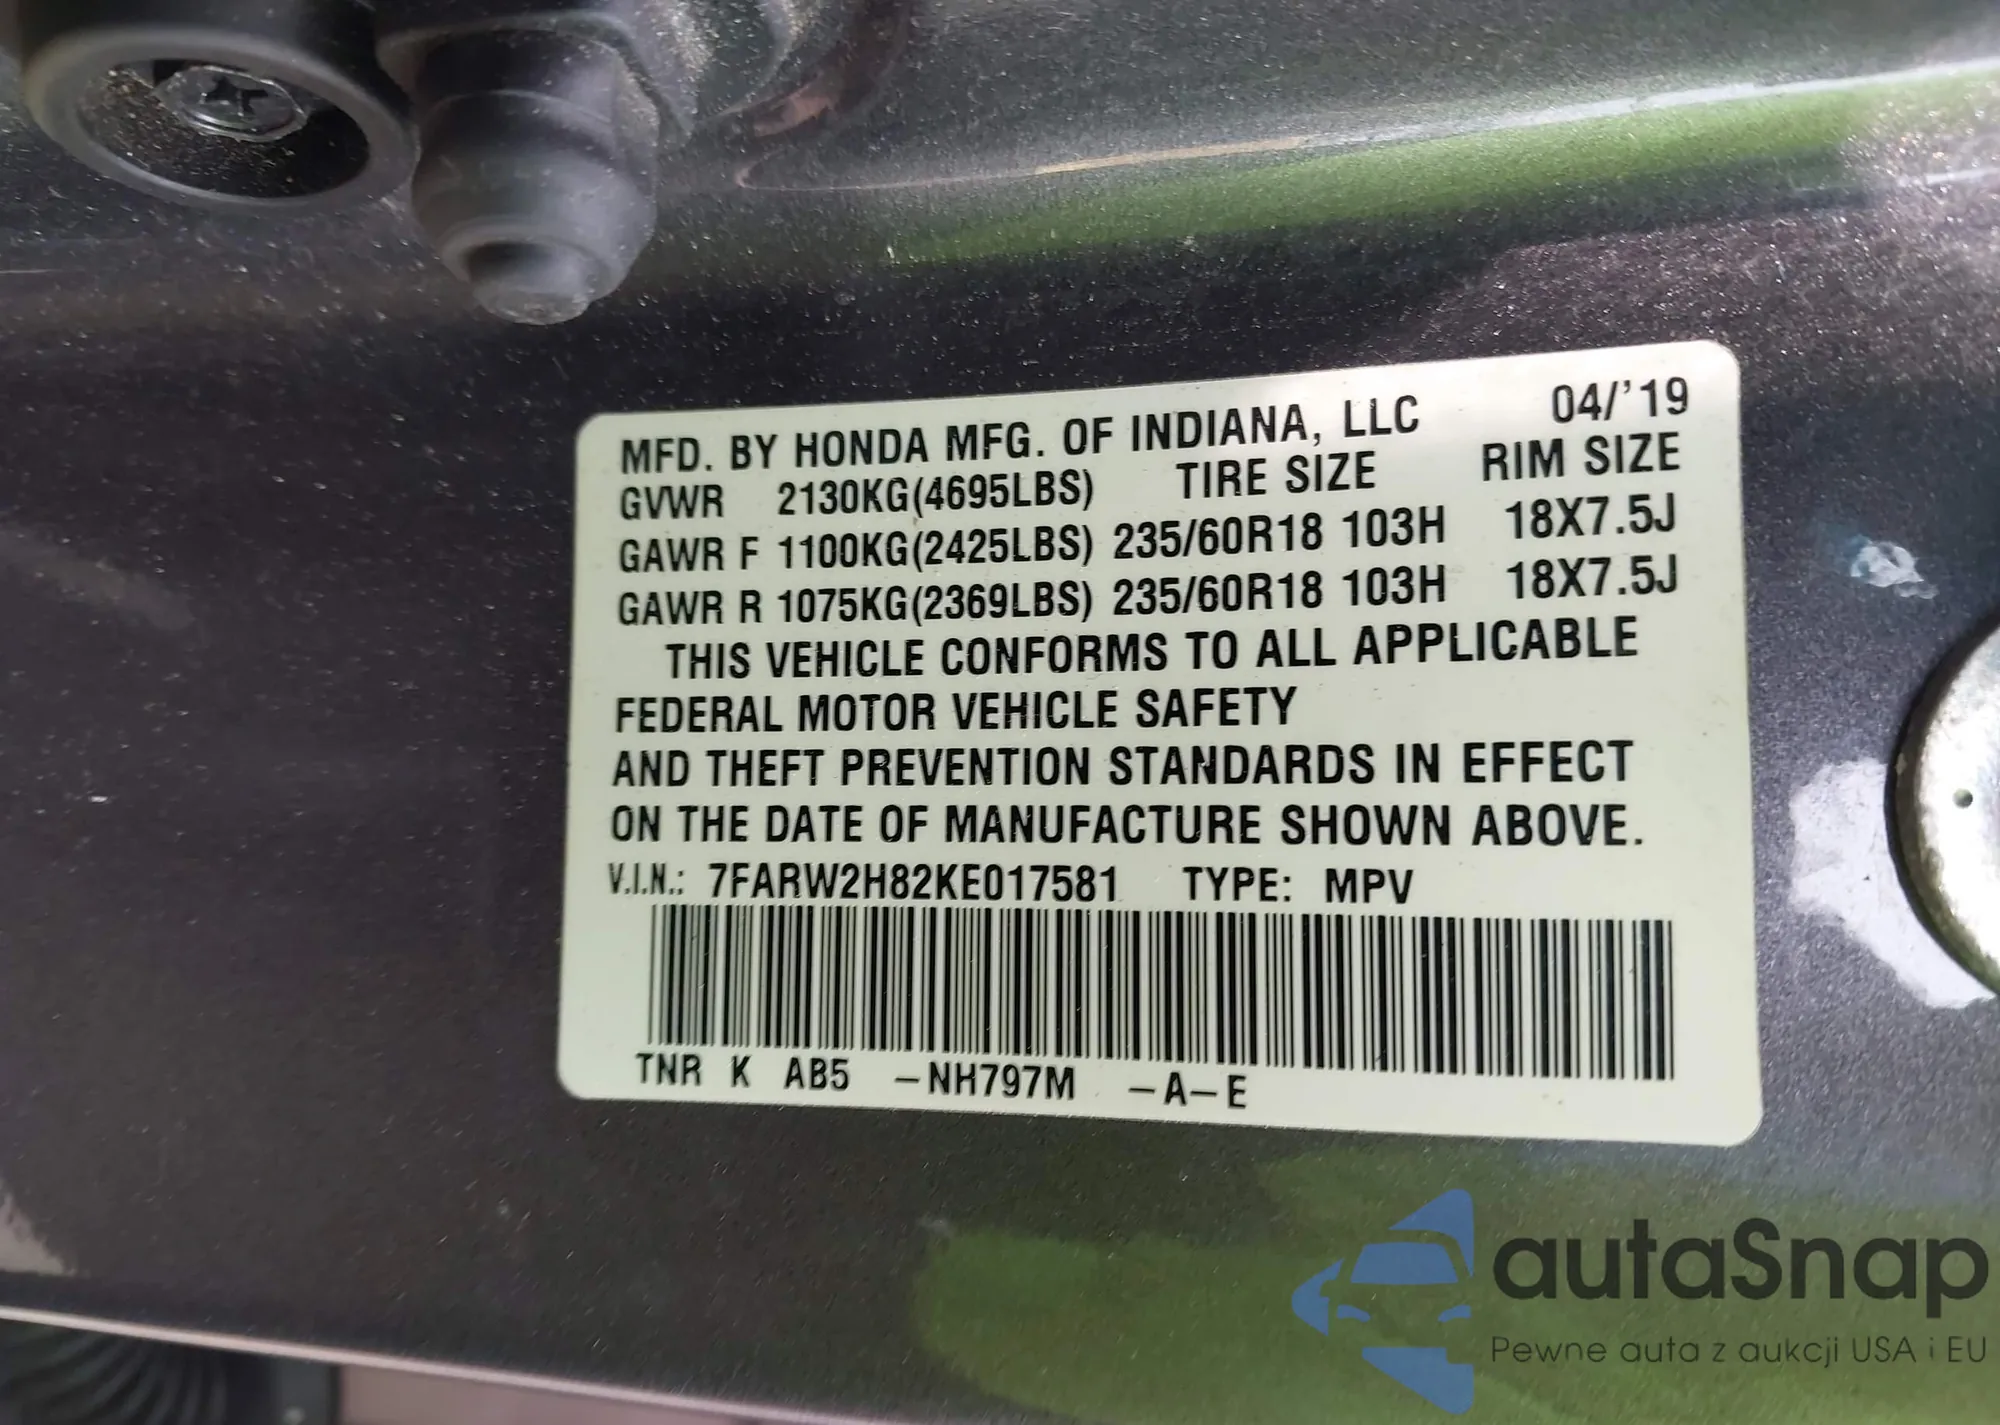 MFD. BY HONDA MFG. OF INDIANA, LLC 04/'19
GVWR 2130KG(4695LBS) TIRE SIZE RIM SIZE
GAWR F 1100KG(2425LBS) 235/60R18 103H 18X7.5J
GAWR R 1075KG(2369LBS) 235/60R18 103H 18X7.5J
THIS VEHICLE CONFORMS TO ALL APPLICABLE
FEDERAL MOTOR VEHICLE SAFETY
AND THEFT PREVENTION STANDARDS IN EFFECT
ON THE DATE OF MANUFACTURE SHOWN ABOVE.
V.I.N.: 7FARW2H82KE017581 TYPE: MPV
TNR K AB5 -NH797M -A-E
autaSnap
Pewne auta z aukcji USA i EU